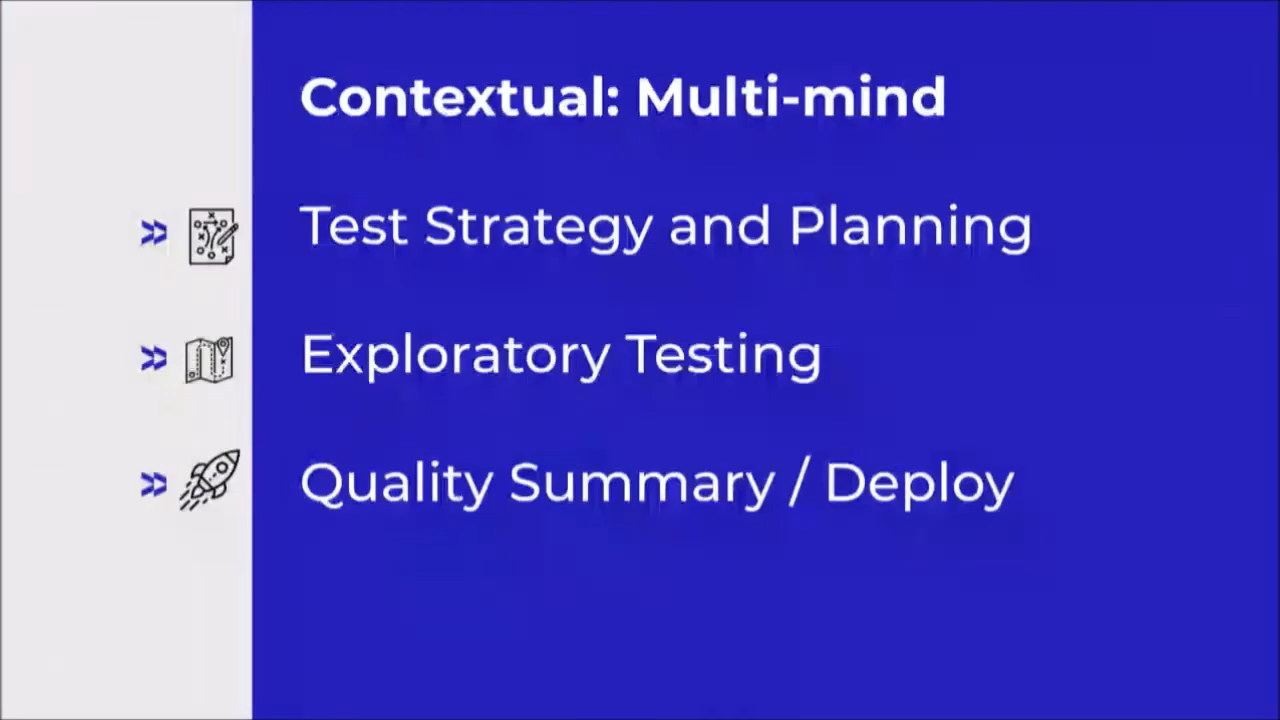 Contextual: Multi-mind
Test Strategy and Planning
Exploratory Testing
Quality Summary / Deploy